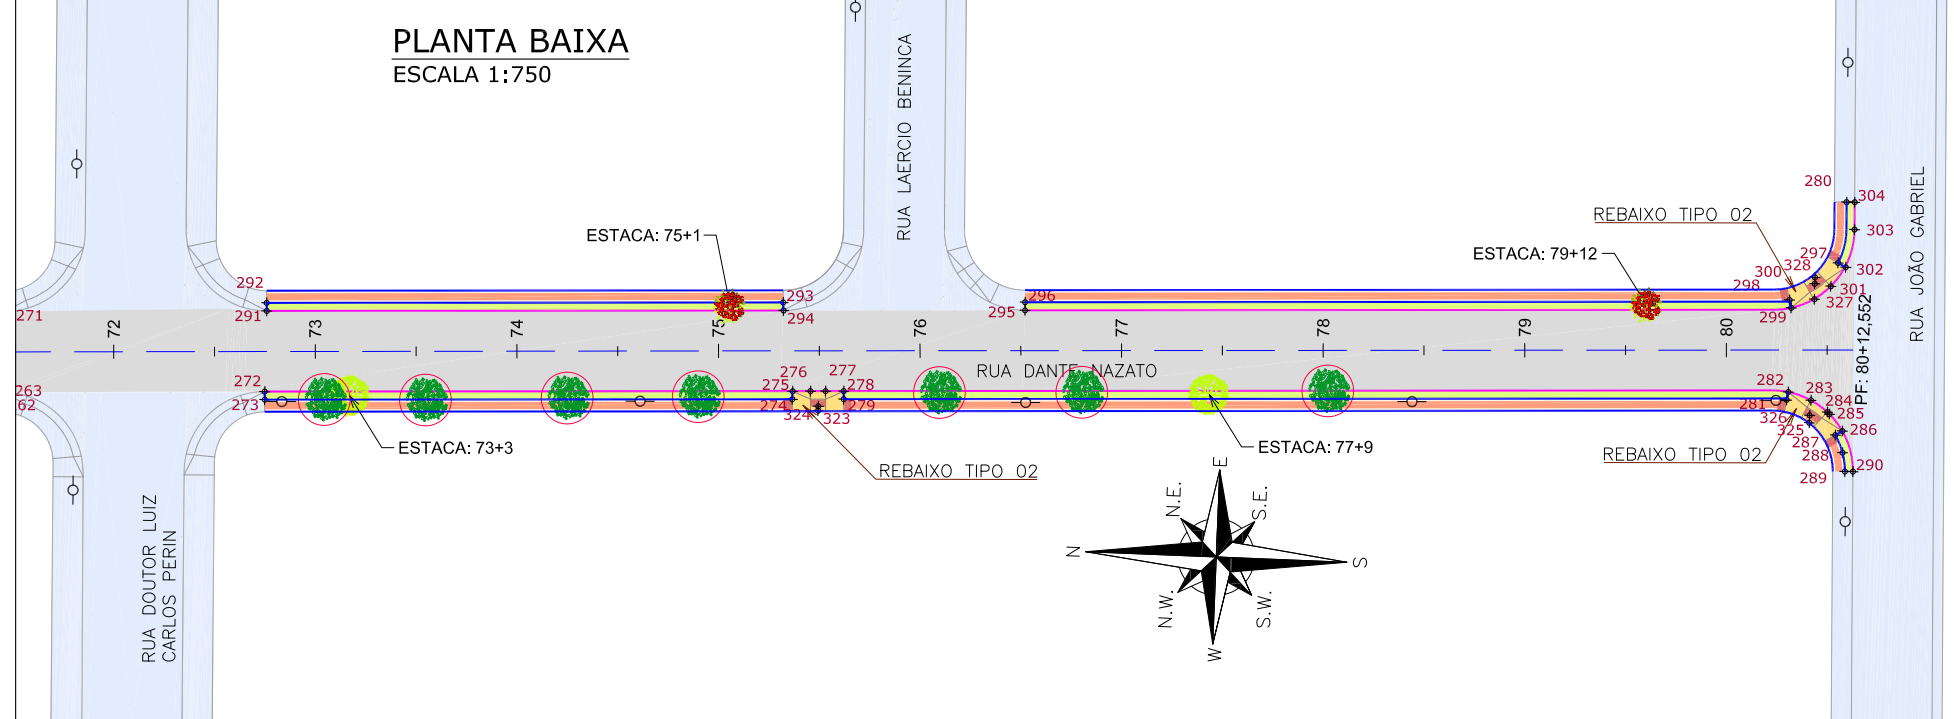 PLANTA BAIXA
ESCALA 1:750
RUA LAERCIO BENINCA
RUA JOÃO GABRIEL
280
304
REBAIXO TIPO 02
303
ESTACA: 75+1
ESTACA: 79+12
297
328
302
300
298
301
327
299
292
293
291
294
296
295
271
72
73
74
75
76
77
78
79
80
PF: 80+12,552
RUA DANTE NAZATO
263
62
272
273
276
277
275
278
274
279
324
323
282
283
281
284
326
285
325
286
287
288
290
289
ESTACA: 73+3
ESTACA: 77+9
REBAIXO TIPO 02
REBAIXO TIPO 02
RUA DOUTOR LUIZ
CARLOS PERIN
E
N.E.
S.E.
N
S
N.W.
S.W.
W